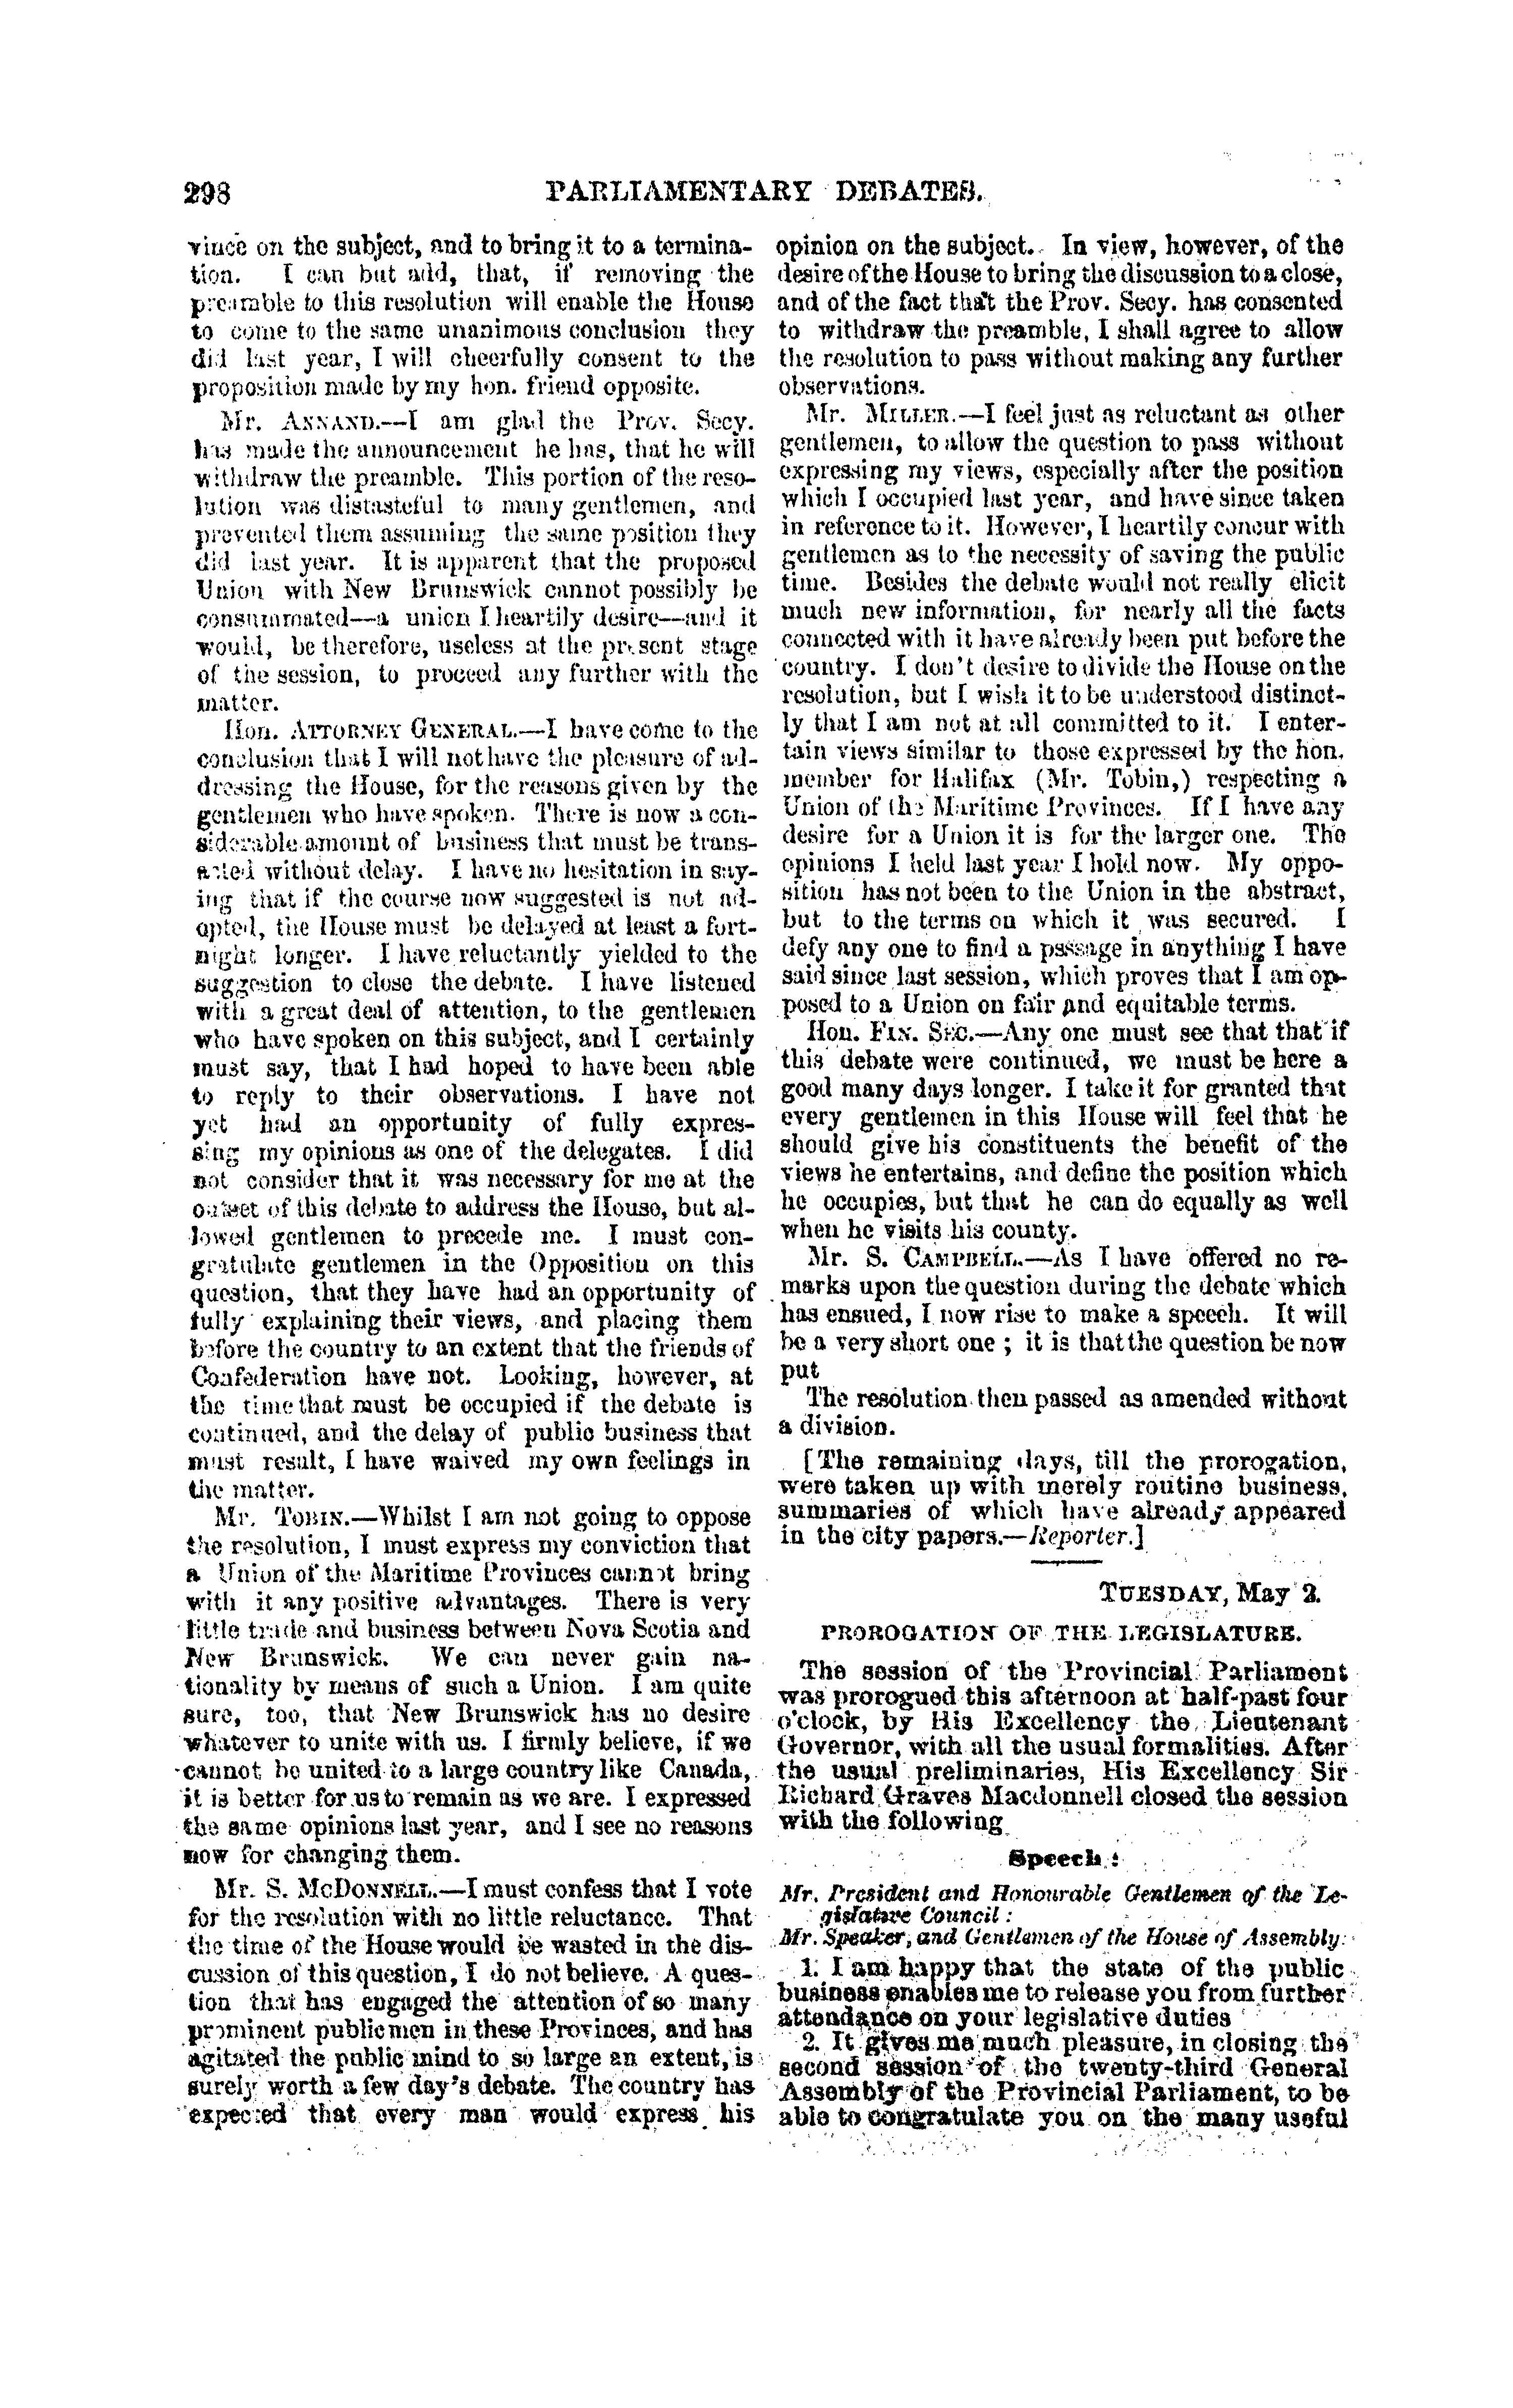 298
PARLIAMENTARY DEBATES.
vince on the subject, and to bring it to a termina-
tion. I can but add, that, if removing the
preamble to this resolution will enable the House
to come to the same unanimous conclusion they
did last year, I will cheerfully consent to the
proposition made by my hon. friend opposite.
Mr. ANNAND.—I am glad the Prov. Secy.
has made the announcement he has, that he will
withdraw the preamble. This portion of the reso-
lution was distasteful to many gentlemen, and
prevented them assuming the same position they
did last year. It is apparent that the proposed
Union with New Brunswick cannot possibly be
consummated—a union I heartily desire—and it
would, be therefore, useless at the present stage
of the session, to proceed any further with the
matter.
Hon. ATTORNEY GENERAL.—I have come to the
conclusion that I will not have the pleasure of ad-
dressing the House, for the reasons given by the
gentlemen who have spoken. There is now a con-
siderable amount of business that must be trans-
acted without delay. I have no hesitation in say-
ing that if the course now suggested is not ad-
opted, the House must be delayed at least a fort-
night longer. I have reluctantly yielded to the
suggestion to close the debate. I have listened
with a great deal of attention, to the gentlemen
who have spoken on this subject, and I certainly
must say, that I had hoped to have been able
to reply to their observations. I have not
yet had an opportunity of fully expres-
sing my opinions as one of the delegates. I did
not consider that it was necessary for me at the
outset of this debate to address the House, but al-
lowed gentlemen to precede me. I must con-
gratulate gentlemen in the Opposition on this
question, that they have had an opportunity of
fully explaining their views, and placing them
before the country to an extent that the friends of
Confederation have not. Looking, however, at
the time that must be occupied if the debate is
continued, and the delay of public business that
must result, I have waived my own feelings in
the matter.
Mr. TOBIN.—Whilst I am not going to oppose
the resolution, I must express my conviction that
a Union of the Maritime Provinces cannot bring
with it any positive advantages. There is very
little trade and business between Nova Scotia and
New Brunswick. We can never gain na-
tionality by means of such a Union. I am quite
sure, too, that New Brunswick has no desire
whatever to unite with us. I firmly believe, if we
cannot be united to a large country like Canada,
it is better for us to remain as we are. I expressed
the same opinions last year, and I see no reasons
now for changing them.
Mr. S. MCDONNELL.—I must confess that I vote
for the resolution with no little reluctance. That
the time of the House would be wasted in the dis-
cussion of this question, I do not believe. A ques-
tion that has engaged the attention of so many
prominent public men in these Provinces, and has
agitated the public mind to so large an extent, is
surely worth a few day's debate. The country has
expected that every man would express his
opinion on the subject. In view, however, of the
desire of the House to bring the discussion to a close,
and of the fact that the Prov. Secy. has consented
to withdraw the preamble, I shall agree to allow
the resolution to pass without making any further
observations.
Mr. MILLER.—I feel just as reluctant as other
gentlemen, to allow the question to pass without
expressing my views, especially after the position
which I occupied last year, and have since taken
in reference to it. However, I heartily concur with
gentlemen as to the necessity of saving the public
time. Besides the debate would not really elicit
much new information, for nearly all the facts
connected with it have already been put before the
country. I don't desire to divide the House on the
resolution, but I wish it to be understood distinct-
ly that I am not at all committed to it. I enter-
tain views similar to those expressed by the hon.
member for Halifax (Mr. Tobin,) respecting a
Union of the Maritime Provinces. If I have any
desire for a Union it is for the larger one. The
opinions I held last year I hold now. My oppo-
sition has not been to the Union in the abstract,
but to the terms on which it was secured. I
defy any one to find a passage in anything I have
said since last session, which proves that I am op-
posed to a Union on fair and equitable terms.
Hon. FIN. SEC.—Any one must see that that if
this debate were continued, we must be here a
good many days longer. I take it for granted that
every gentlemen in this House will feel that he
should give his constituents the benefit of the
views he entertains, and define the position which
he occupies, but that he can do equally as well
when he visits his county.
Mr. S. CAMPBELL.—As I have offered no re-
marks upon the question during the debate which
has ensued, I now rise to make a speech. It will
be a very short one ; it is that the question be now
put
The resolution then passed as amended without
a division.
[The remaining days, till the prorogation,
were taken up with merely routine business,
summaries of which have already appeared
in the city papers.—Reporter.]
TUESDAY, May 2.
PROROGATION OF THE LEGISLATURE.
The session of the Provincial Parliament
was prorogued this afternoon at half-past four
o'clock, by His Excellency the Lieutenant
Governor, with all the usual formalities. After
the usual preliminaries, His Excellency Sir
Richard Graves Macdonnell closed the session
with the following
Speech :
Mr. President and Honourable Gentlemen of the Le-
gislative Council :
Mr. Speaker, and Gentlemen of the House of Assembly:
1. I am happy that the state of the public
business enables me to release you from further
attendance on your legislative duties
2. It gives me much pleasure, in closing the
second session of the twenty-third General
Assembly of the Provincial Parliament, to be
able to congratulate you on the many useful